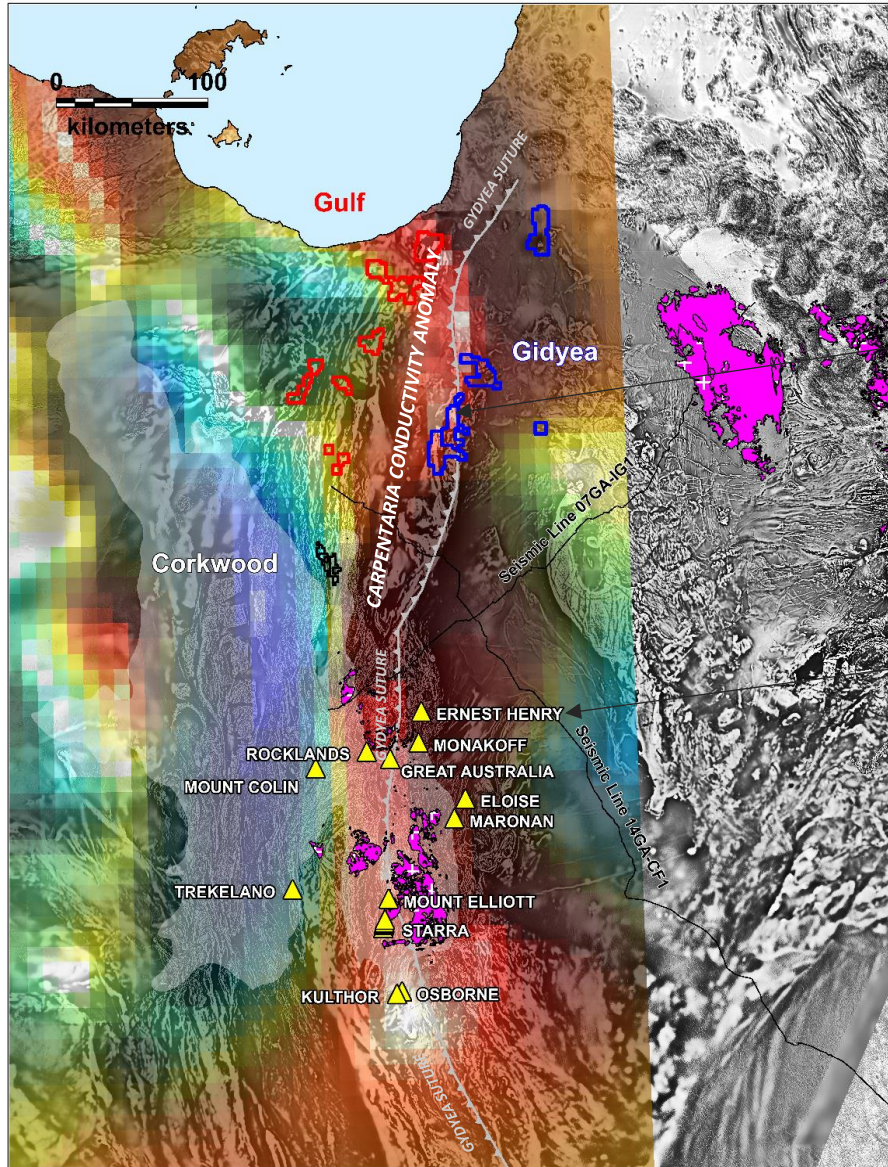 0 100
kilometers
GYDYEA SUTURE
Gulf
CARPENTARIA CONDUCTIVITY ANOMALY
Gidyea
Seismic Line 07GA-IG1
Corkwood
GYDYEA SUTURE
ERNEST HENRY
MONAKOFF
ROCKLANDS
GREAT AUSTRALIA
MOUNT COLIN
Seismic Line 14GA-CF1
ELOISE
MARONAN
TREKELANO
MOUNT ELLIOTT
STARRA
KULTHOR
OSBORNE
GYDYEA SUTURE